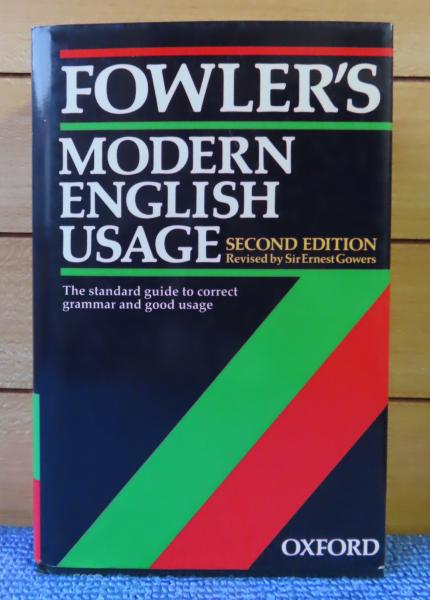 FOWLER'S
MODERN
ENGLISH
USAGE SECOND EDITION
Revised by Sir Ernest Gowers
The standard guide to correct
grammar and good usage
OXFORD